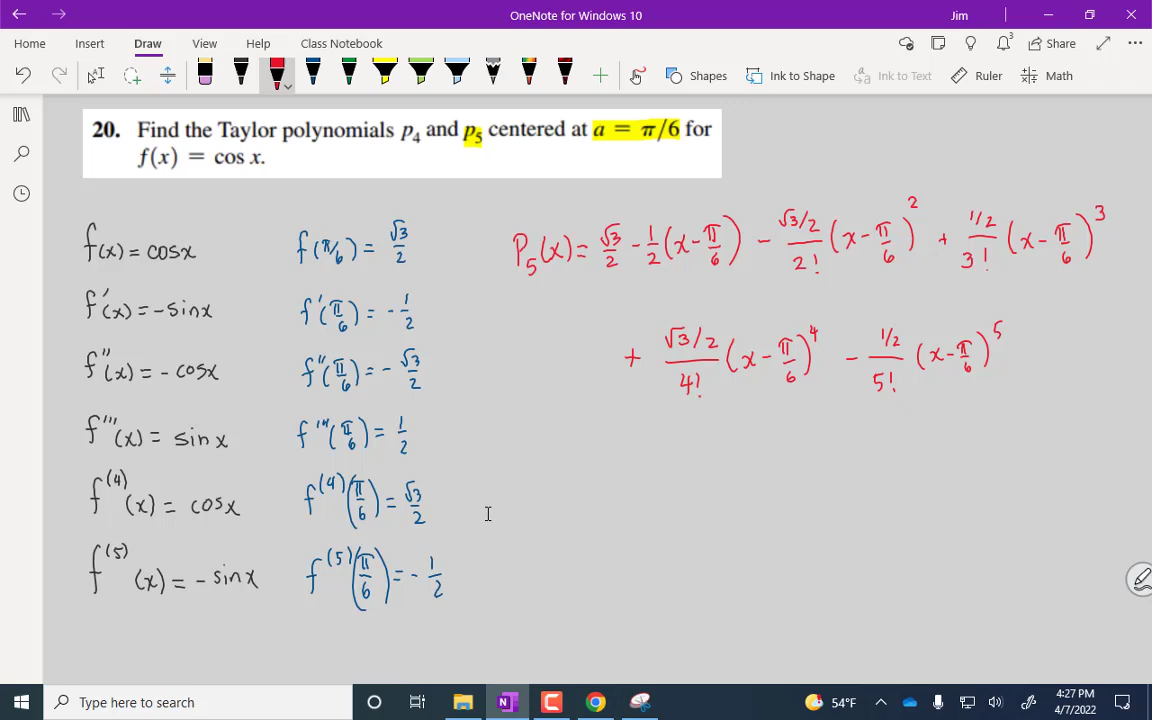 OneNote for Windows 10
Jim
Home Insert Draw View Help Class Notebook
Share
Shapes Ink to Shape Ink to Text Ruler Math
20. Find the Taylor polynomials p₄ and p₅ centered at a = π/6 for
f(x) = cos x.
f(x) = cosx
f(π/6) = √3/2
P₅(x) = √3/2 - 1/2 (x - π/6) - (√3/2)/2! (x - π/6)² + (1/2)/3! (x - π/6)³
+ (√3/2)/4! (x - π/6)⁴ - (1/2)/5! (x - π/6)⁵
f'(x) = -sinx
f'(π/6) = -1/2
f''(x) = -cosx
f''(π/6) = -√3/2
f'''(x) = sinx
f'''(π/6) = 1/2
f⁽⁴⁾(x) = cosx
f⁽⁴⁾(π/6) = √3/2
f⁽⁵⁾(x) = -sinx
f⁽⁵⁾(π/6) = -1/2
Type here to search
54°F
4:27 PM
4/7/2022